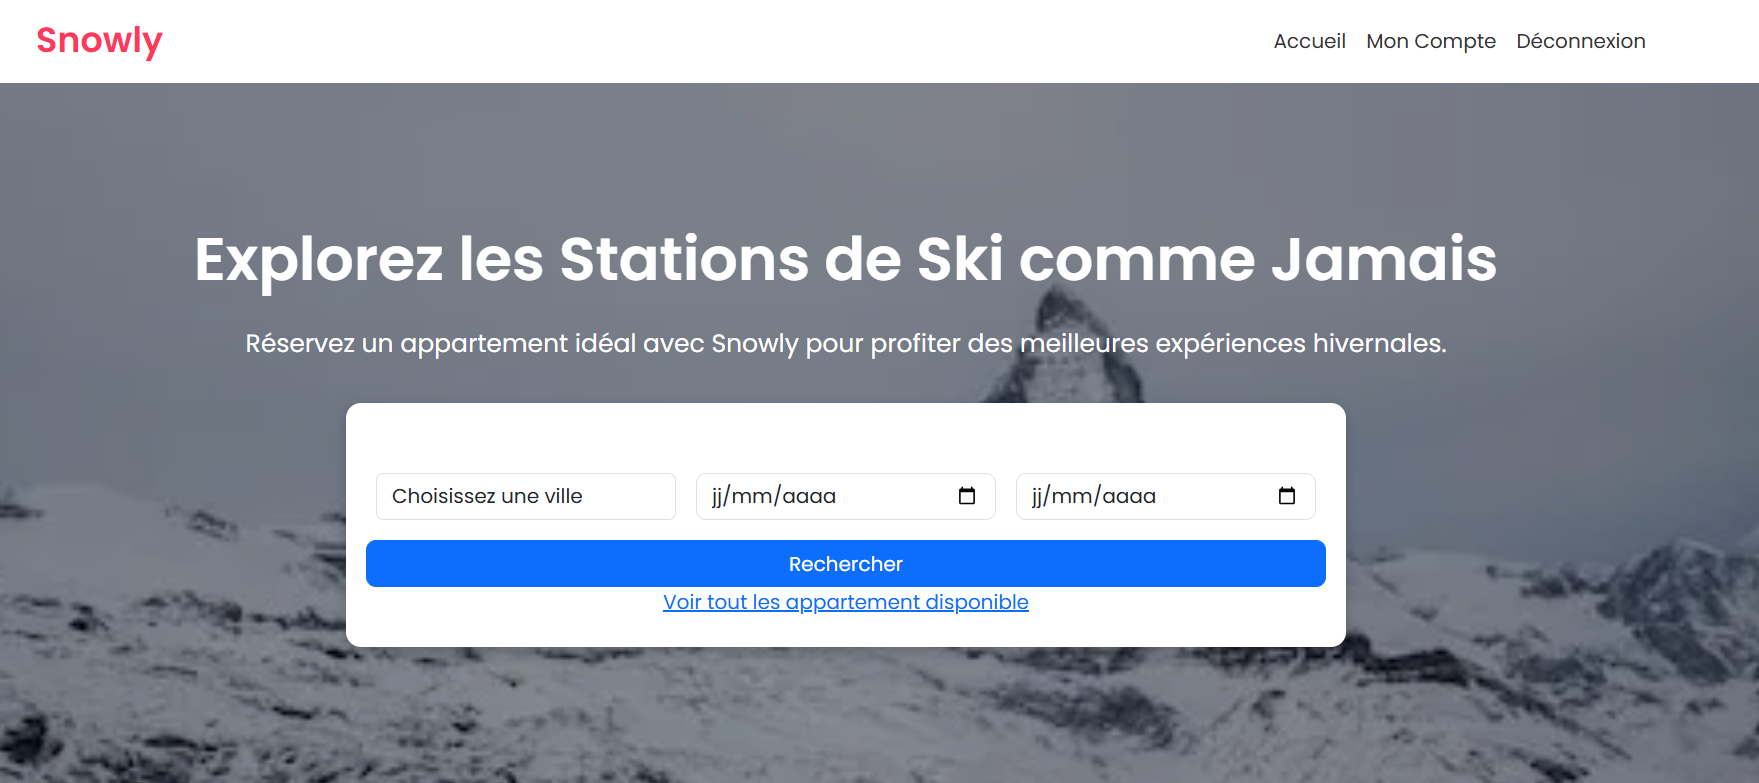 Snowly
Accueil Mon Compte Déconnexion
Explorez les Stations de Ski comme Jamais
Réservez un appartement idéal avec Snowly pour profiter des meilleures expériences hivernales.
Choisissez une ville jj/mm/aaaa jj/mm/aaaa
Rechercher
Voir tout les appartement disponible